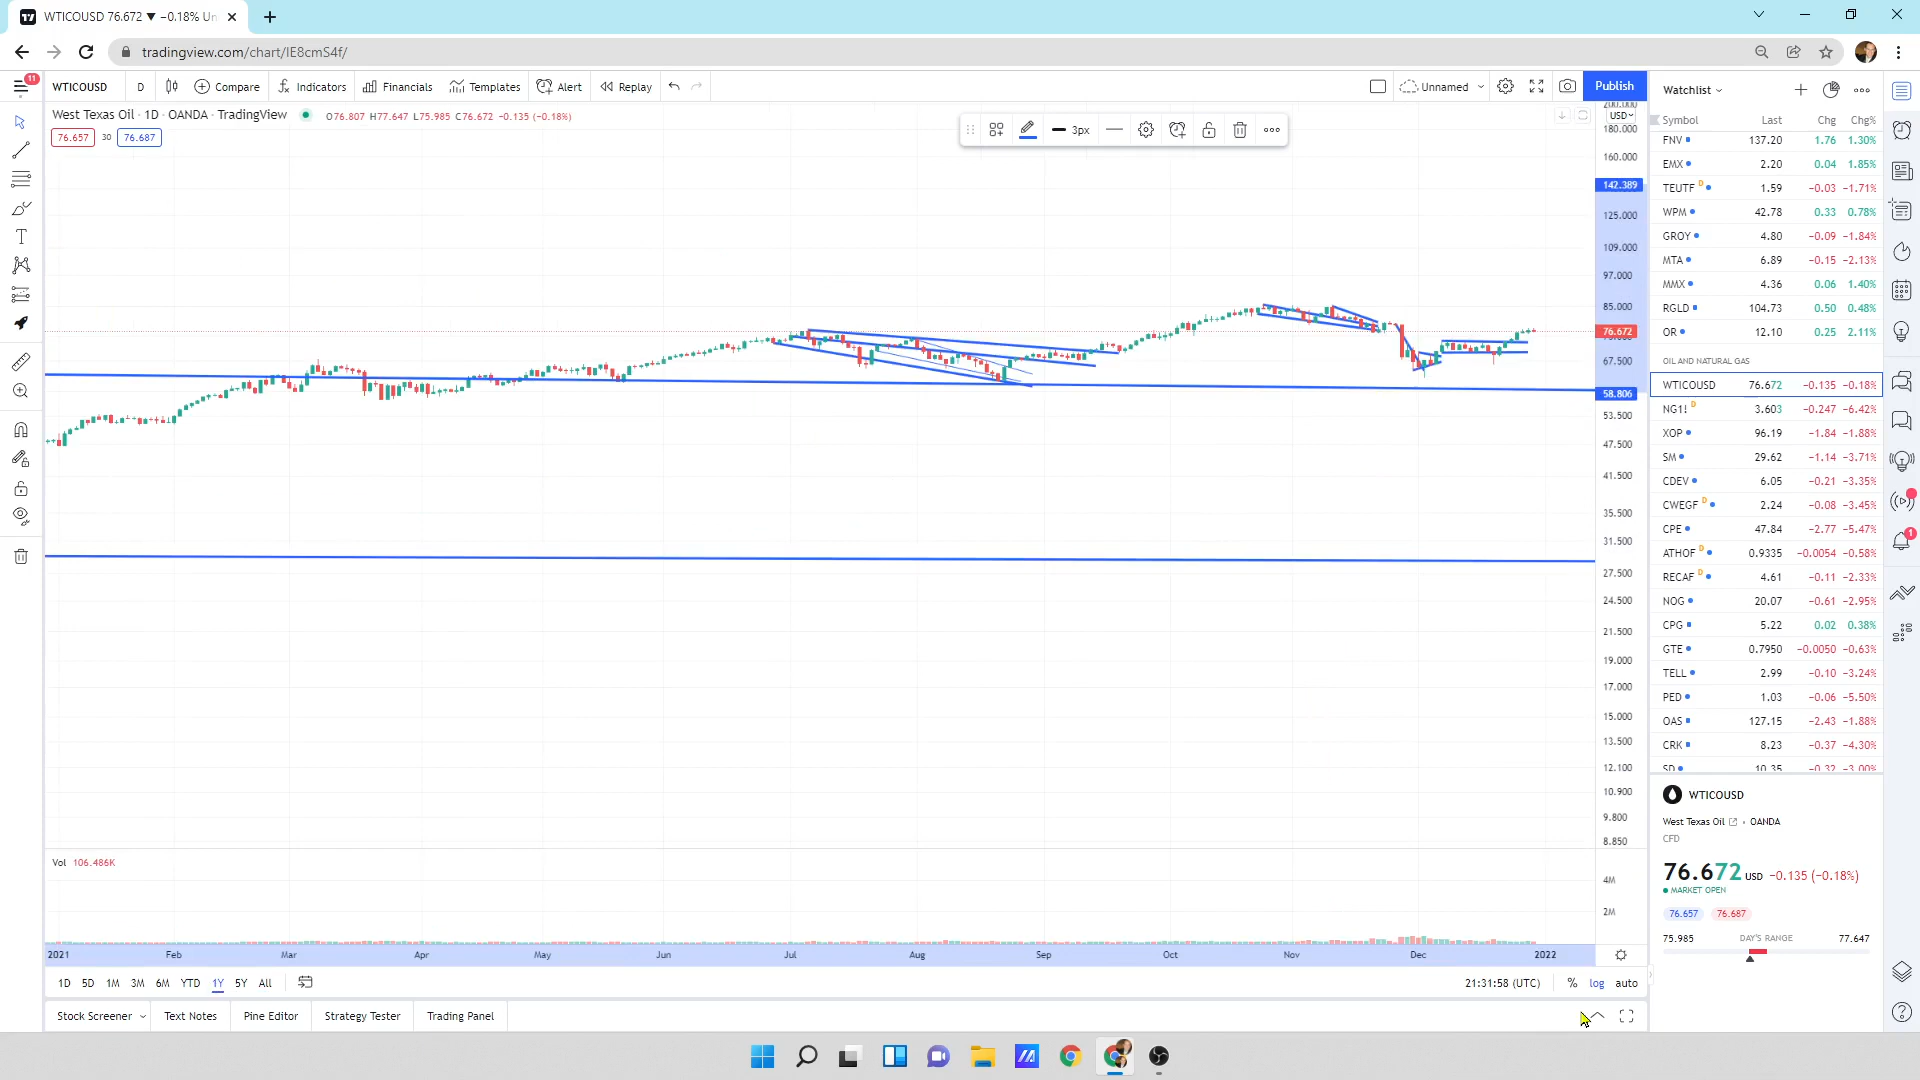 WTICOUSD 76.672 ▼ −0.18% Un
tradingview.com/chart/IE8cmS4f/
11
WTICOUSD D Compare Indicators Financials Templates Alert Replay Unnamed Publish
West Texas Oil · 1D · OANDA · TradingView O76.807 H77.647 L75.985 C76.672 −0.135 (−0.18%)
76.657 30 76.687
3px
USD
200.000
180.000
160.000
142.389
125.000
109.000
97.000
85.000
76.672
67.500
58.806
53.500
47.500
41.500
35.500
31.500
27.500
24.500
21.500
19.000
17.000
15.000
13.500
12.100
10.900
9.800
8.850
Vol 106.486K
4M
2M
2021 Feb Mar Apr May Jun Jul Aug Sep Oct Nov Dec 2022
1D 5D 1M 3M 6M YTD 1Y 5Y All 21:31:58 (UTC) % log auto
Stock Screener Text Notes Pine Editor Strategy Tester Trading Panel
Watchlist
Symbol Last Chg Chg%
FNV 137.20 1.76 1.30%
EMX 2.20 0.04 1.85%
TEUTF D 1.59 −0.03 −1.71%
WPM 42.78 0.33 0.78%
GROY 4.80 −0.09 −1.84%
MTA 6.89 −0.15 −2.13%
MMX 4.36 0.06 1.40%
RGLD 104.73 0.50 0.48%
OR 12.10 0.25 2.11%
OIL AND NATURAL GAS
WTICOUSD 76.672 −0.135 −0.18%
NG1! D 3.603 −0.247 −6.42%
XOP 96.19 −1.84 −1.88%
SM 29.62 −1.14 −3.71%
CDEV 6.05 −0.21 −3.35%
CWEGF D 2.24 −0.08 −3.45%
CPE 47.84 −2.77 −5.47%
ATHOF D 0.9335 −0.0054 −0.58%
RECAF D 4.61 −0.11 −2.33%
NOG 20.07 −0.61 −2.95%
CPG 5.22 0.02 0.38%
GTE 0.7950 −0.0050 −0.63%
TELL 2.99 −0.10 −3.24%
PED 1.03 −0.06 −5.50%
OAS 127.15 −2.43 −1.88%
CRK 8.23 −0.37 −4.30%
SD 10.35 −0.32 −3.00%
WTICOUSD
West Texas Oil • OANDA
CFD
76.672 USD −0.135 (−0.18%)
MARKET OPEN
76.657 76.687
75.985 DAY'S RANGE 77.647
1